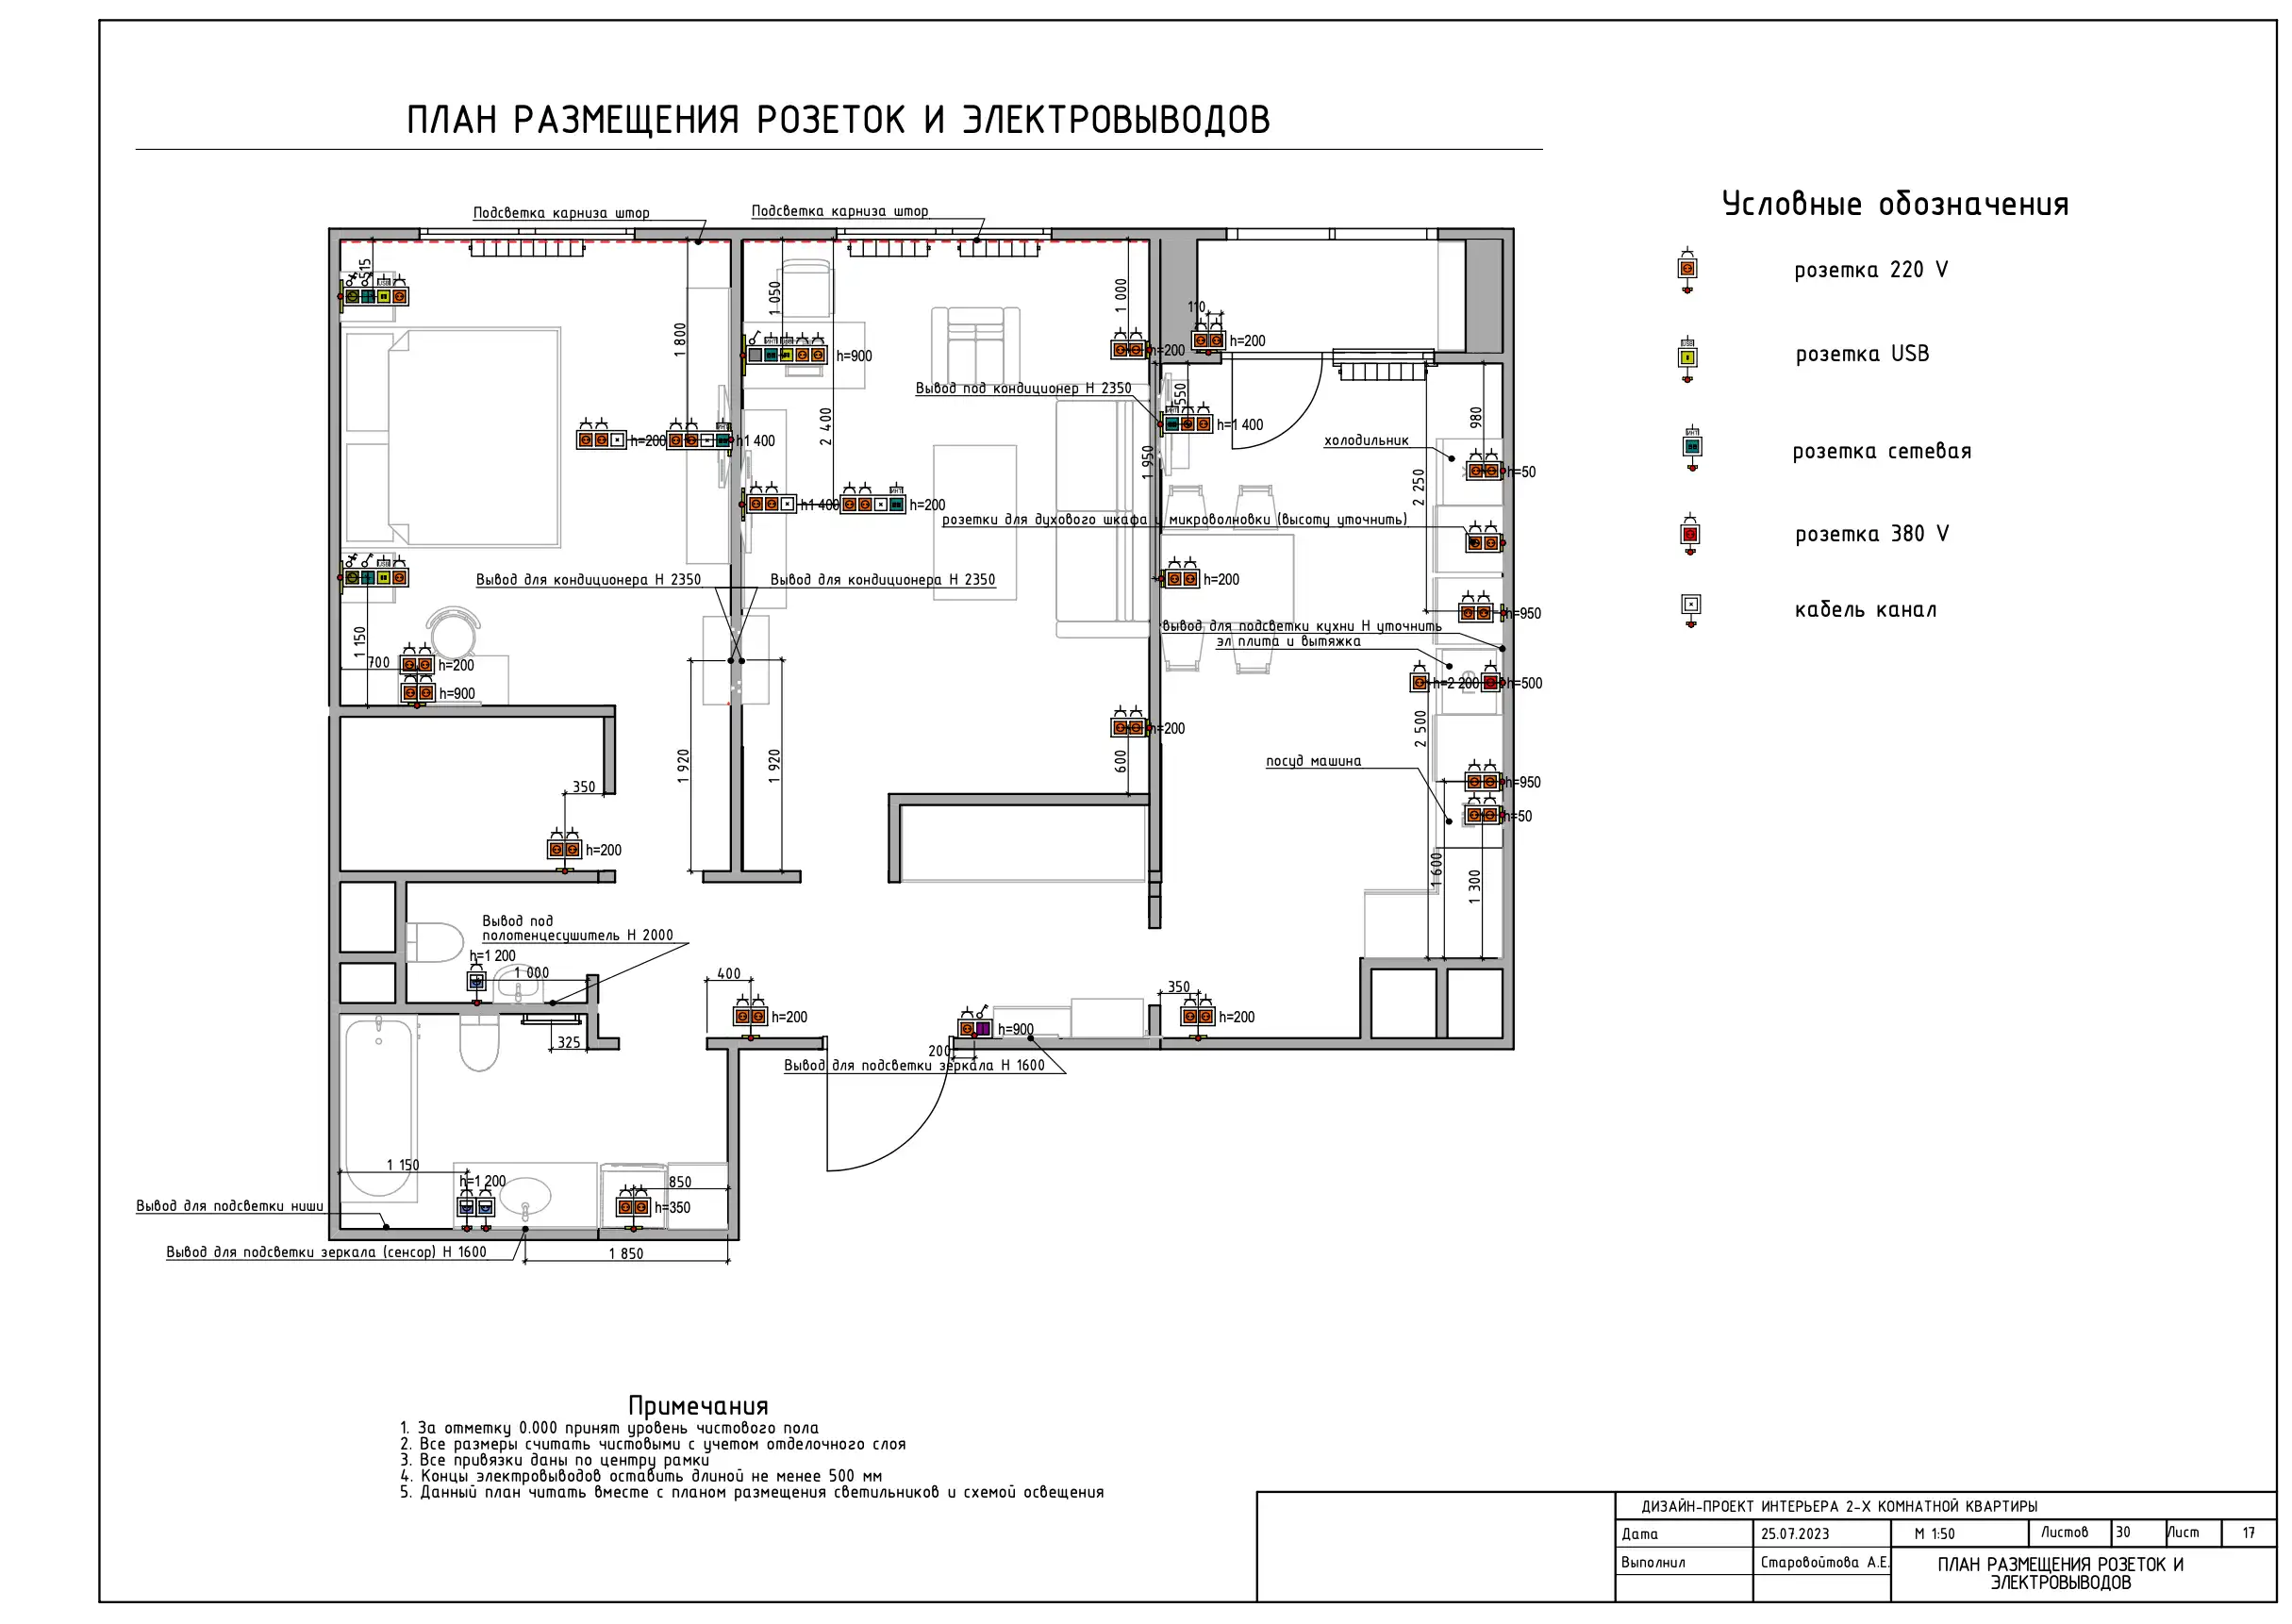 ПЛАН РАЗМЕЩЕНИЯ РОЗЕТОК И ЭЛЕКТРОВЫВОДОВ
Условные обозначения
розетка 220 V
розетка USB
розетка сетевая
розетка 380 V
кабель канал
Подсветка карниза штор
Подсветка карниза штор
515
1 050
1 000
1 800
110
h=200
h=900
h=200
Вывод под кондиционер Н 2350
550
980
2 400
h=1 400
h=200
h1 400
холодильник
1 950
2 250
h=50
h1 400
h=200
розетки для духового шкафа и микроволновки (высоту уточнить)
Вывод для кондиционера Н 2350
Вывод для кондиционера Н 2350
h=200
h=950
вывод для подсветки кухни Н уточнить
эл плита и вытяжка
1 150
700
h=200
h=900
h=2 200
h=500
h=200
2 500
600
1 920
1 920
посуд машина
350
h=950
h=50
h=200
1 600
1 300
Вывод под
полотенцесушитель Н 2000
h=1 200
1 000
400
350
h=200
h=900
h=200
325
200
Вывод для подсветки зеркала Н 1600
1 150
h=1 200
850
h=350
Вывод для подсветки ниши
Вывод для подсветки зеркала (сенсор) Н 1600
1 850
Примечания
1. За отметку 0.000 принят уровень чистового пола
2. Все размеры считать чистовыми с учетом отделочного слоя
3. Все привязки даны по центру рамки
4. Концы электровыводов оставить длиной не менее 500 мм
5. Данный план читать вместе с планом размещения светильников и схемой освещения
ДИЗАЙН-ПРОЕКТ ИНТЕРЬЕРА 2-Х КОМНАТНОЙ КВАРТИРЫ
Дата 25.07.2023 М 1:50 Листов 30 Лист 17
Выполнил Старовойтова А.Е.
ПЛАН РАЗМЕЩЕНИЯ РОЗЕТОК И
ЭЛЕКТРОВЫВОДОВ